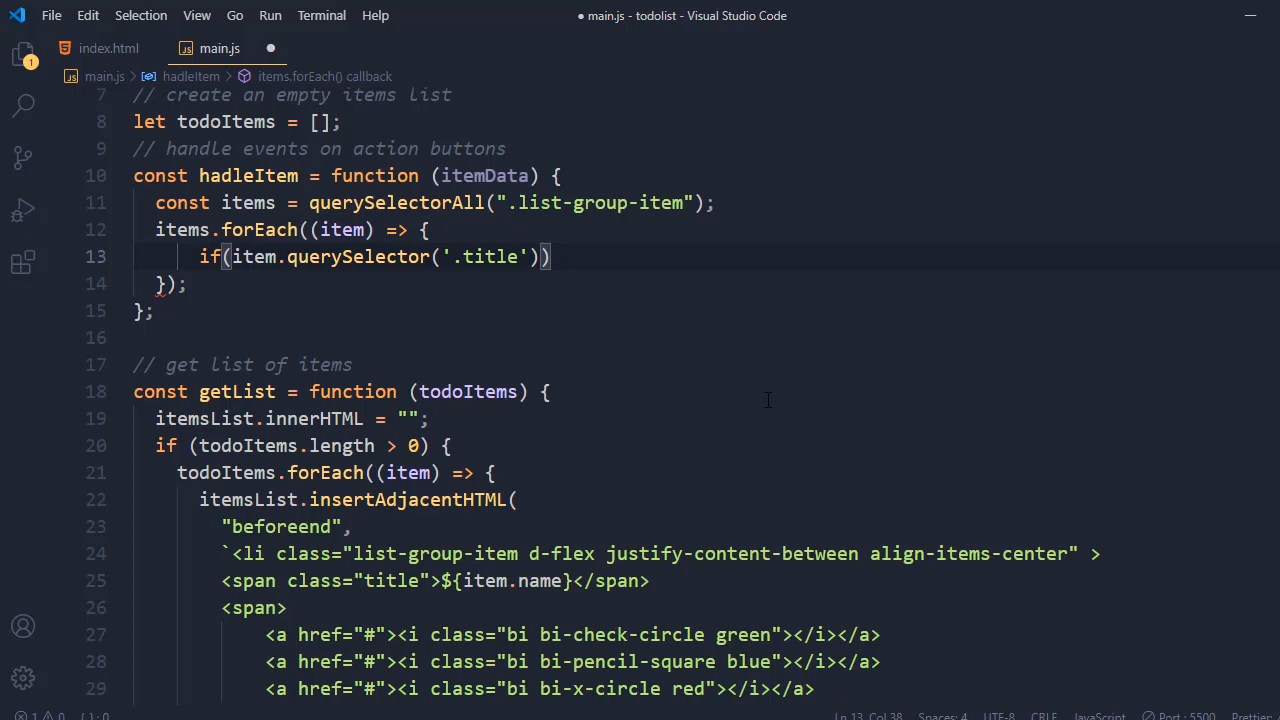 File Edit Selection View Go Run Terminal Help ● main.js - todolist - Visual Studio Code
index.html JS main.js ●
1
JS main.js > hadleItem > items.forEach() callback
7 // create an empty items list
8 let todoItems = [];
9 // handle events on action buttons
10 const hadleItem = function (itemData) {
11 const items = querySelectorAll(".list-group-item");
12 items.forEach((item) => {
13 if(item.querySelector('.title'))
14 });
15 };
16
17 // get list of items
18 const getList = function (todoItems) {
19 itemsList.innerHTML = "";
20 if (todoItems.length > 0) {
21 todoItems.forEach((item) => {
22 itemsList.insertAdjacentHTML(
23 "beforeend",
24 `<li class="list-group-item d-flex justify-content-between align-items-center" >
25 <span class="title">${item.name}</span>
26 <span>
27 <a href="#"><i class="bi bi-check-circle green"></i></a>
28 <a href="#"><i class="bi bi-pencil-square blue"></i></a>
29 <a href="#"><i class="bi bi-x-circle red"></i></a>
1 0 { } : 0 Ln 13, Col 38 Spaces: 4 UTF-8 CRLF JavaScript Port : 5500 Prettier